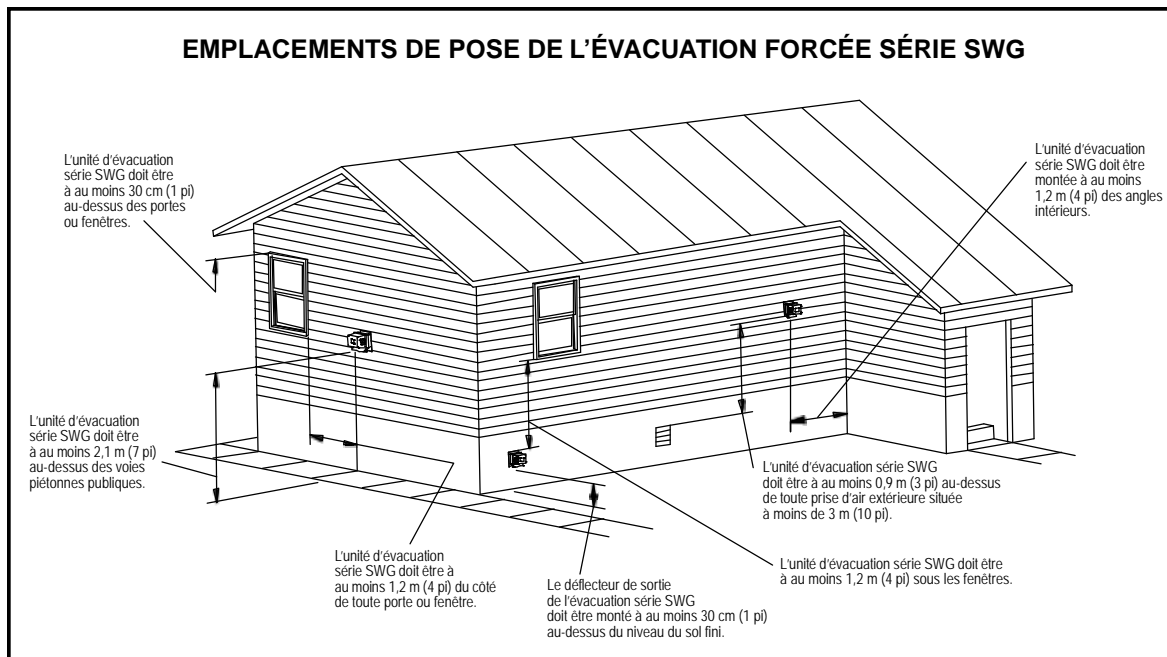 EMPLACEMENTS DE POSE DE L'ÉVACUATION FORCÉE SÉRIE SWG
L'unité d'évacuation
série SWG doit être
à au moins 30 cm (1 pi)
au-dessus des portes
ou fenêtres.
L'unité d'évacuation
série SWG doit être
montée à au moins
1,2 m (4 pi) des angles
intérieurs.
L'unité d'évacuation
série SWG doit être
à au moins 2,1 m (7 pi)
au-dessus des voies
piétonnes publiques.
L'unité d'évacuation série SWG
doit être à au moins 0,9 m (3 pi) au-dessus
de toute prise d'air extérieure située
à moins de 3 m (10 pi).
L'unité d'évacuation
série SWG doit être à
au moins 1,2 m (4 pi) du côté
de toute porte ou fenêtre.
Le déflecteur de sortie
de l'évacuation série SWG
doit être monté à au moins 30 cm (1 pi)
au-dessus du niveau du sol fini.
L'unité d'évacuation série SWG doit être
à au moins 1,2 m (4 pi) sous les fenêtres.